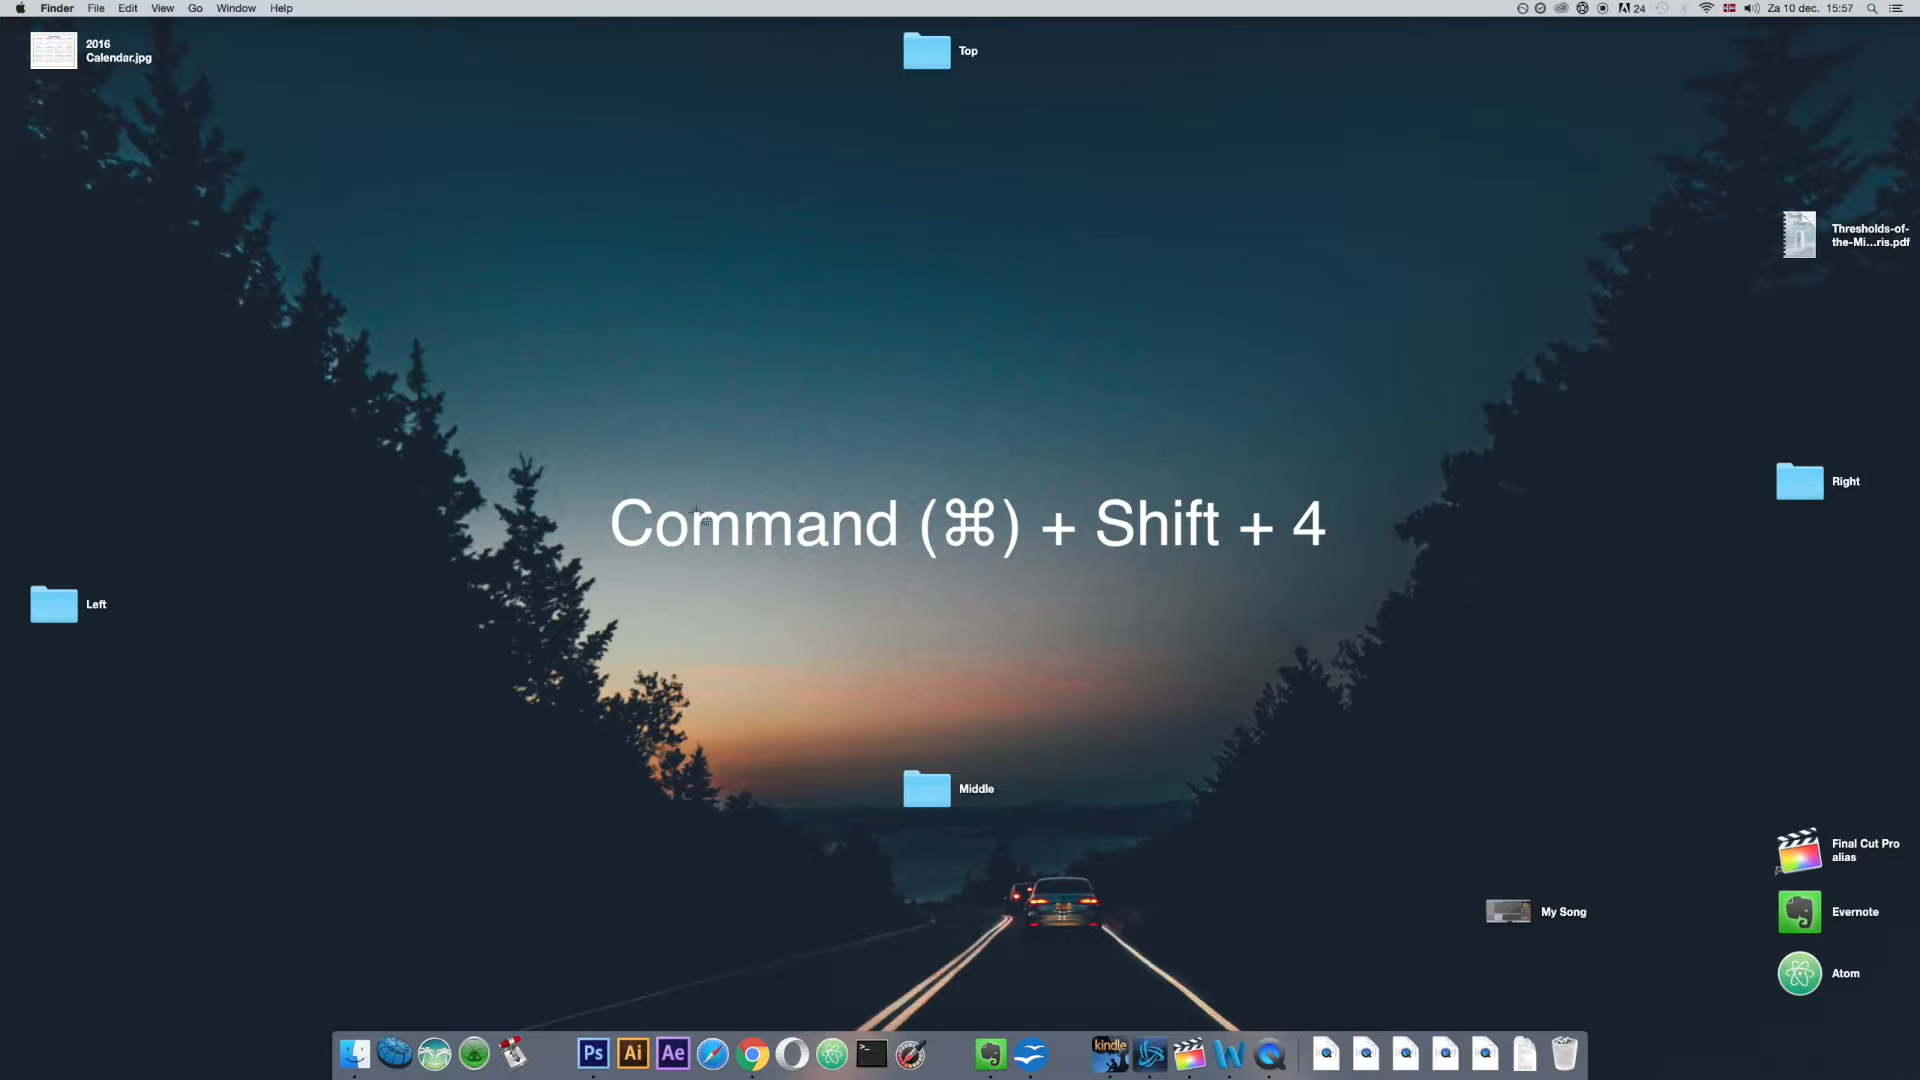 Finder File Edit View Go Window Help
24 Za 10 dec. 15:57
2016
Calendar.jpg
Top
Thresholds-of-
the-Mi...ris.pdf
Right
Command (⌘) + Shift + 4
Left
Middle
Final Cut Pro
alias
My Song
Evernote
Atom
Ps Ai Ae
kindle